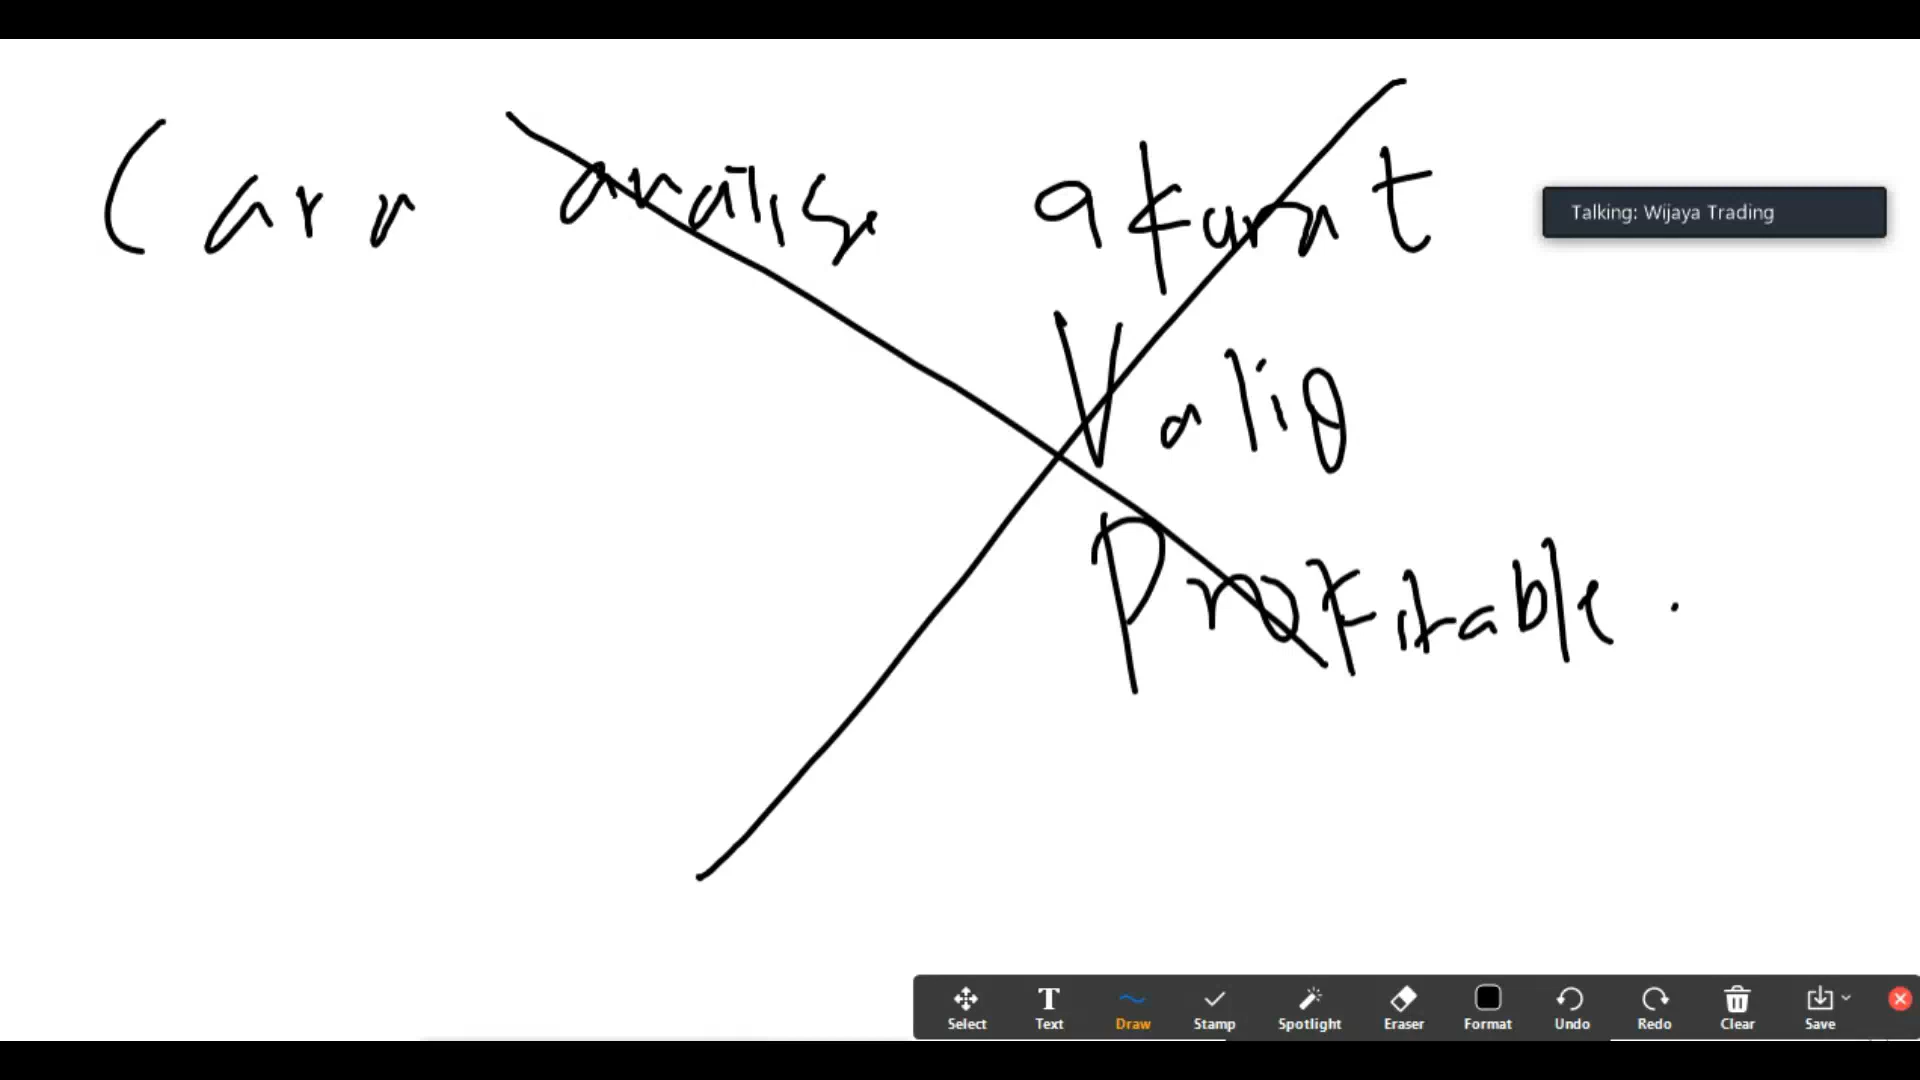 Cara analisa akurat
Talking: Wijaya Trading
Valid
Profitable.
Select Text Draw Stamp Spotlight Eraser Format Undo Redo Clear Save